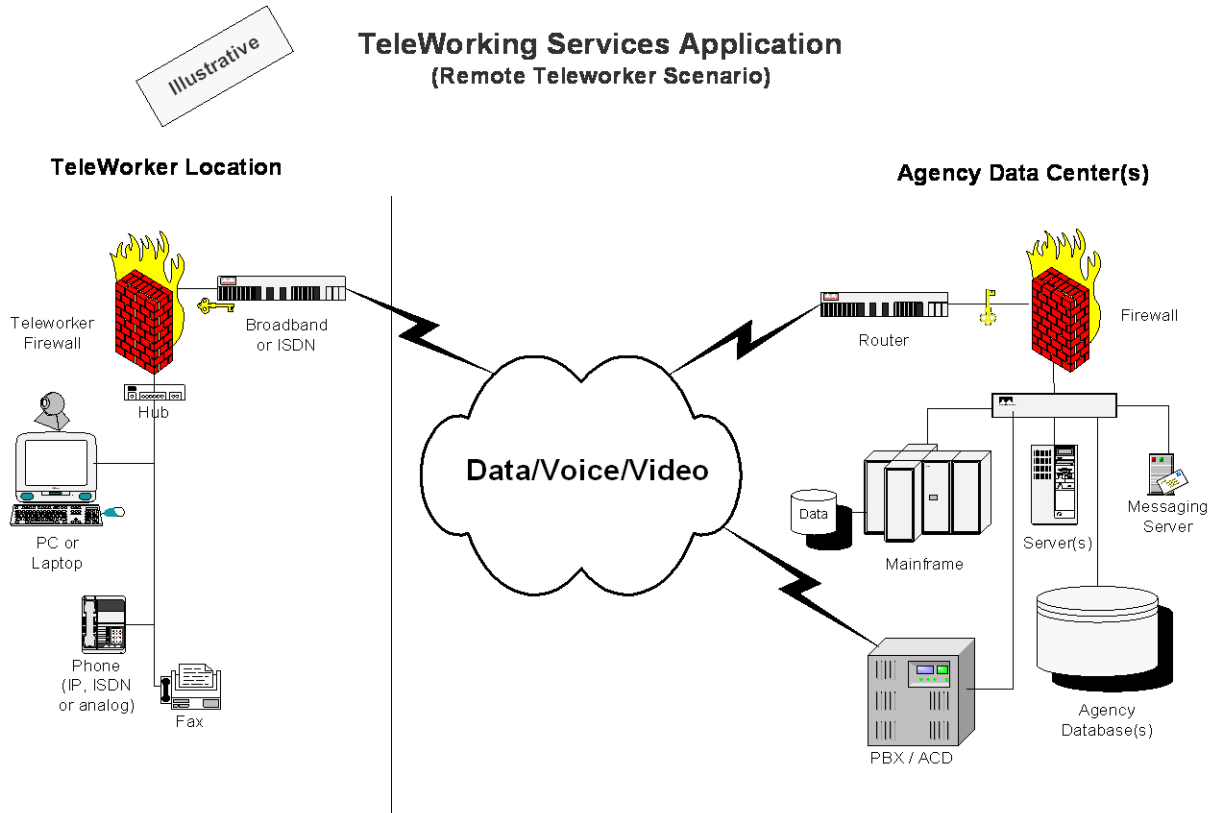 Illustrative
TeleWorking Services Application
(Remote Teleworker Scenario)
TeleWorker Location
Agency Data Center(s)
Teleworker
Firewall
Broadband
or ISDN
Router
Firewall
Hub
Data/Voice/Video
PC or
Laptop
Data
Mainframe
Server(s)
Messaging
Server
Phone
(IP, ISDN
or analog)
Fax
PBX / ACD
Agency
Database(s)